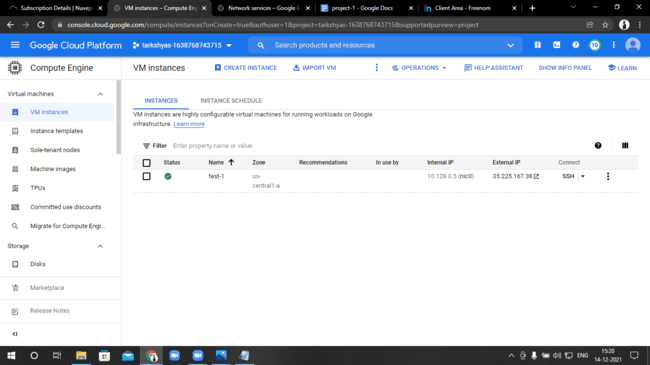 Subscription Details | Nuvep
VM instances – Compute Engi
Network services – Google C
project-1 - Google Docs
Client Area - Freenom
console.cloud.google.com/compute/instances?onCreate=true&authuser=1&project=tarkshyas-1638768743715&supportedpurview=project
Google Cloud Platform
tarkshyas-1638768743715
Search products and resources
10
Compute Engine
VM instances
CREATE INSTANCE
IMPORT VM
OPERATIONS
HELP ASSISTANT
SHOW INFO PANEL
LEARN
Virtual machines
VM instances
Instance templates
Sole-tenant nodes
Machine images
TPUs
Committed use discounts
Migrate for Compute Engi...
Storage
Disks
Marketplace
Release Notes
INSTANCES
INSTANCE SCHEDULE
VM instances are highly configurable virtual machines for running workloads on Google
infrastructure. Learn more
Filter Enter property name or value
Status Name Zone Recommendations In use by Internal IP External IP Connect
test-1 us-central1-a 10.128.0.5 (nic0) 35.225.167.38 SSH
ENG
15:20
14-12-2021